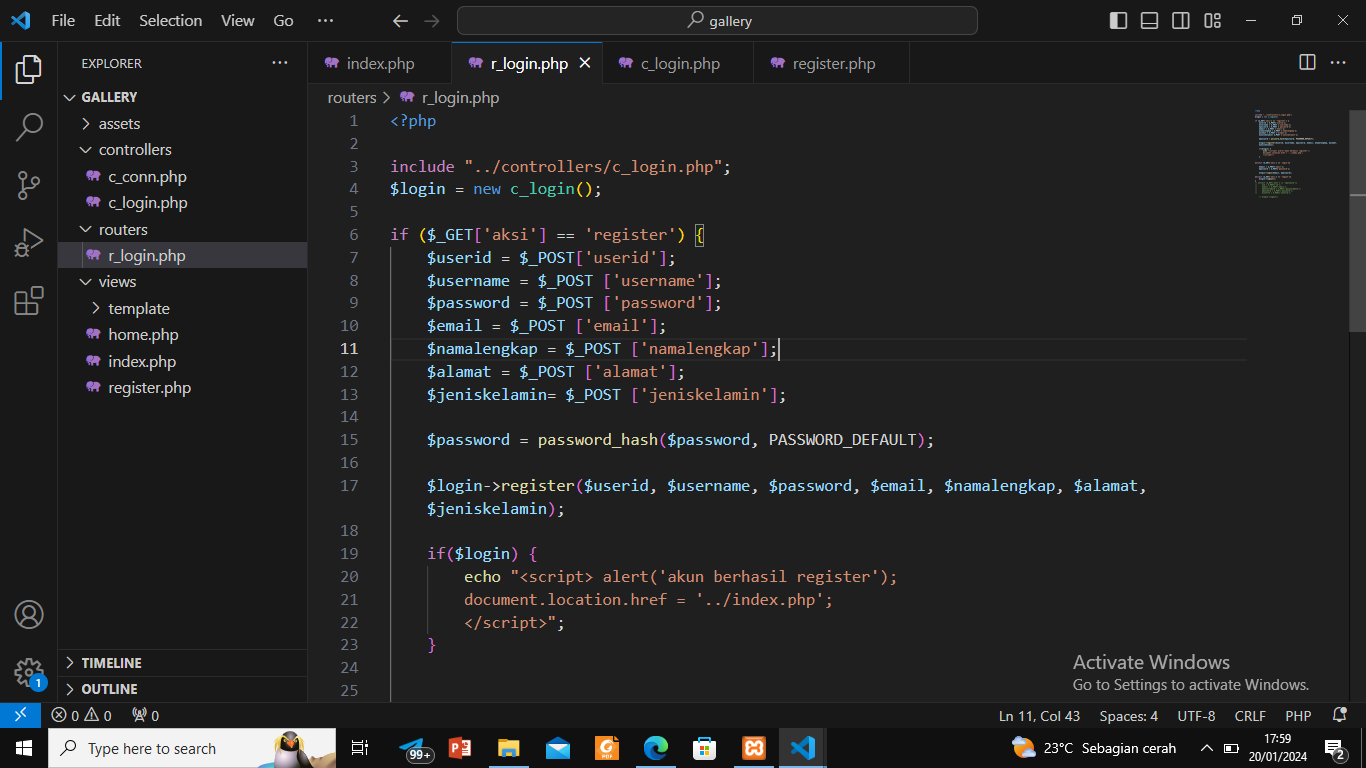 File Edit Selection View Go ··· gallery
EXPLORER ···
index.php r_login.php c_login.php register.php
GALLERY
assets
controllers
c_conn.php
c_login.php
routers
r_login.php
views
template
home.php
index.php
register.php
TIMELINE
OUTLINE
routers > r_login.php
1 <?php
2
3 include "../controllers/c_login.php";
4 $login = new c_login();
5
6 if ($_GET['aksi'] == 'register') {
7 $userid = $_POST['userid'];
8 $username = $_POST ['username'];
9 $password = $_POST ['password'];
10 $email = $_POST ['email'];
11 $namalengkap = $_POST ['namalengkap'];
12 $alamat = $_POST ['alamat'];
13 $jeniskelamin= $_POST ['jeniskelamin'];
14
15 $password = password_hash($password, PASSWORD_DEFAULT);
16
17 $login->register($userid, $username, $password, $email, $namalengkap, $alamat,
$jeniskelamin);
18
19 if($login) {
20 echo "<script> alert('akun berhasil register');
21 document.location.href = '../index.php';
22 </script>";
23 }
24
25
Activate Windows
Go to Settings to activate Windows.
1
0 0 0 Ln 11, Col 43 Spaces: 4 UTF-8 CRLF PHP
Type here to search 99+ 23°C Sebagian cerah 17:59
20/01/2024 2